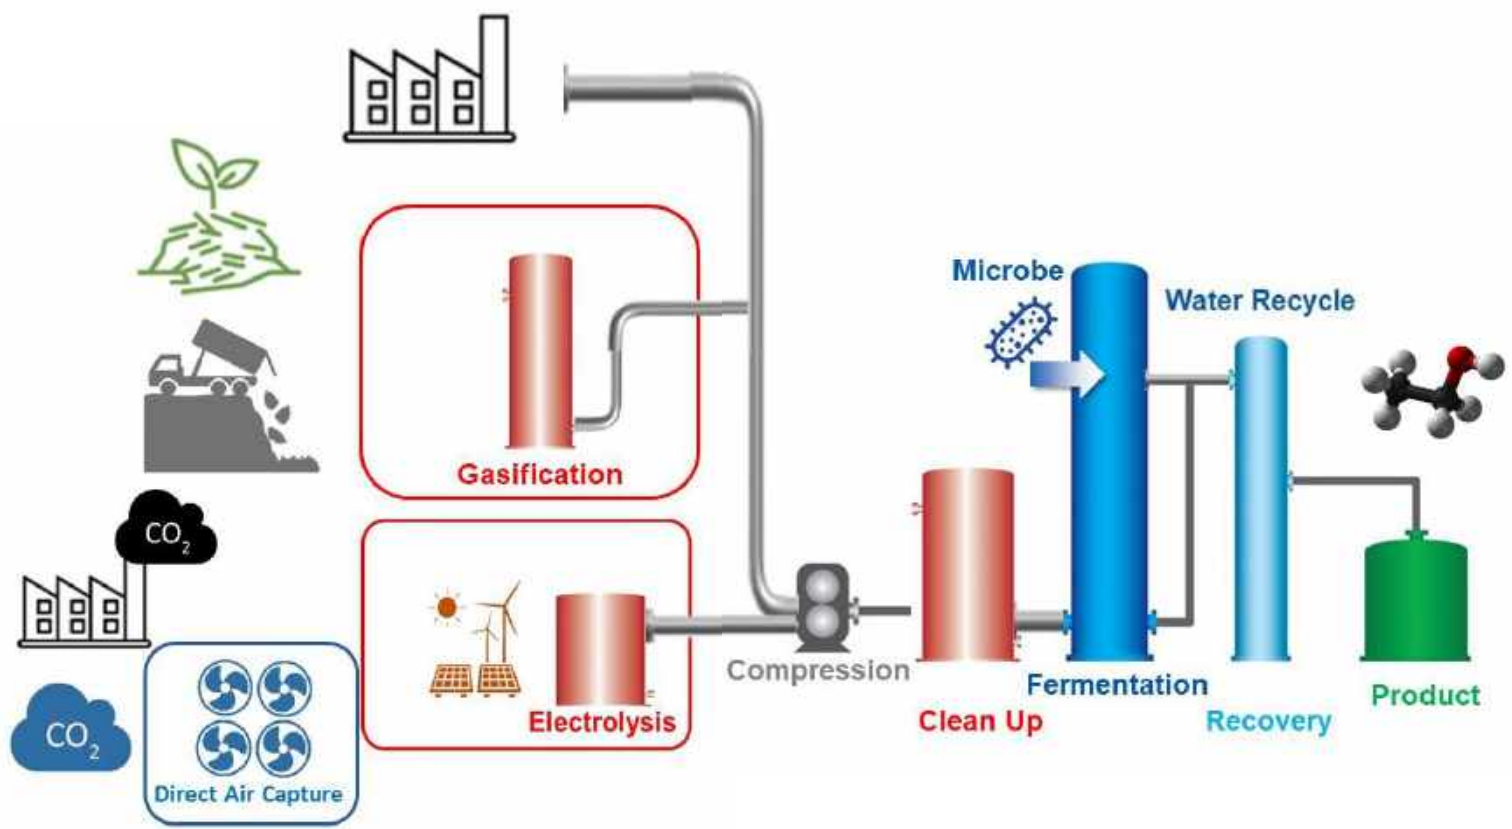 Microbe
Water Recycle
Gasification
CO₂
Compression
Fermentation
Product
Electrolysis
Clean Up
Recovery
CO₂
Direct Air Capture